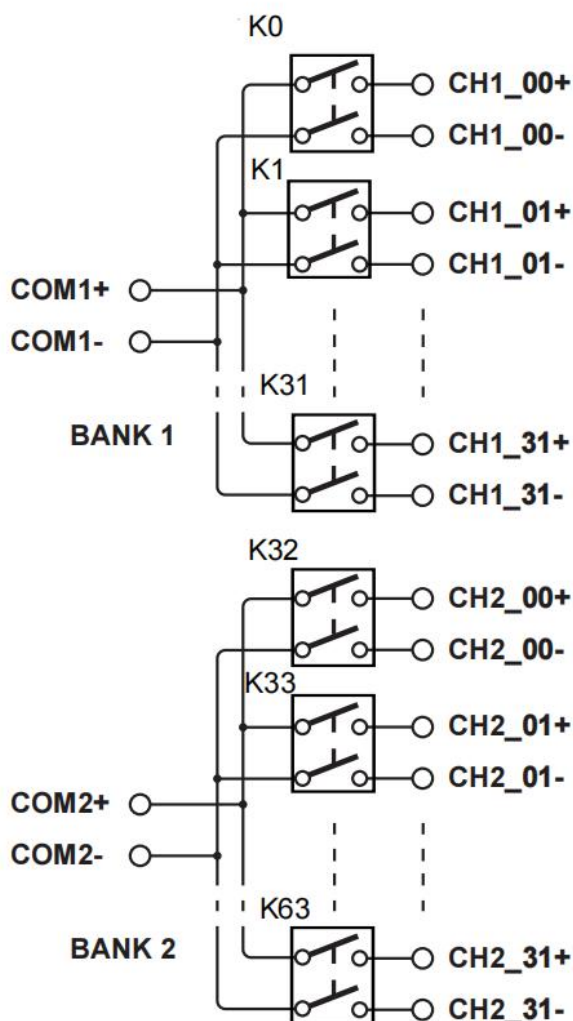 K0
CH1_00+
CH1_00-
K1
CH1_01+
CH1_01-
COM1+
COM1-
K31
BANK 1
CH1_31+
CH1_31-
K32
CH2_00+
CH2_00-
K33
CH2_01+
CH2_01-
COM2+
COM2-
K63
BANK 2
CH2_31+
CH2_31-